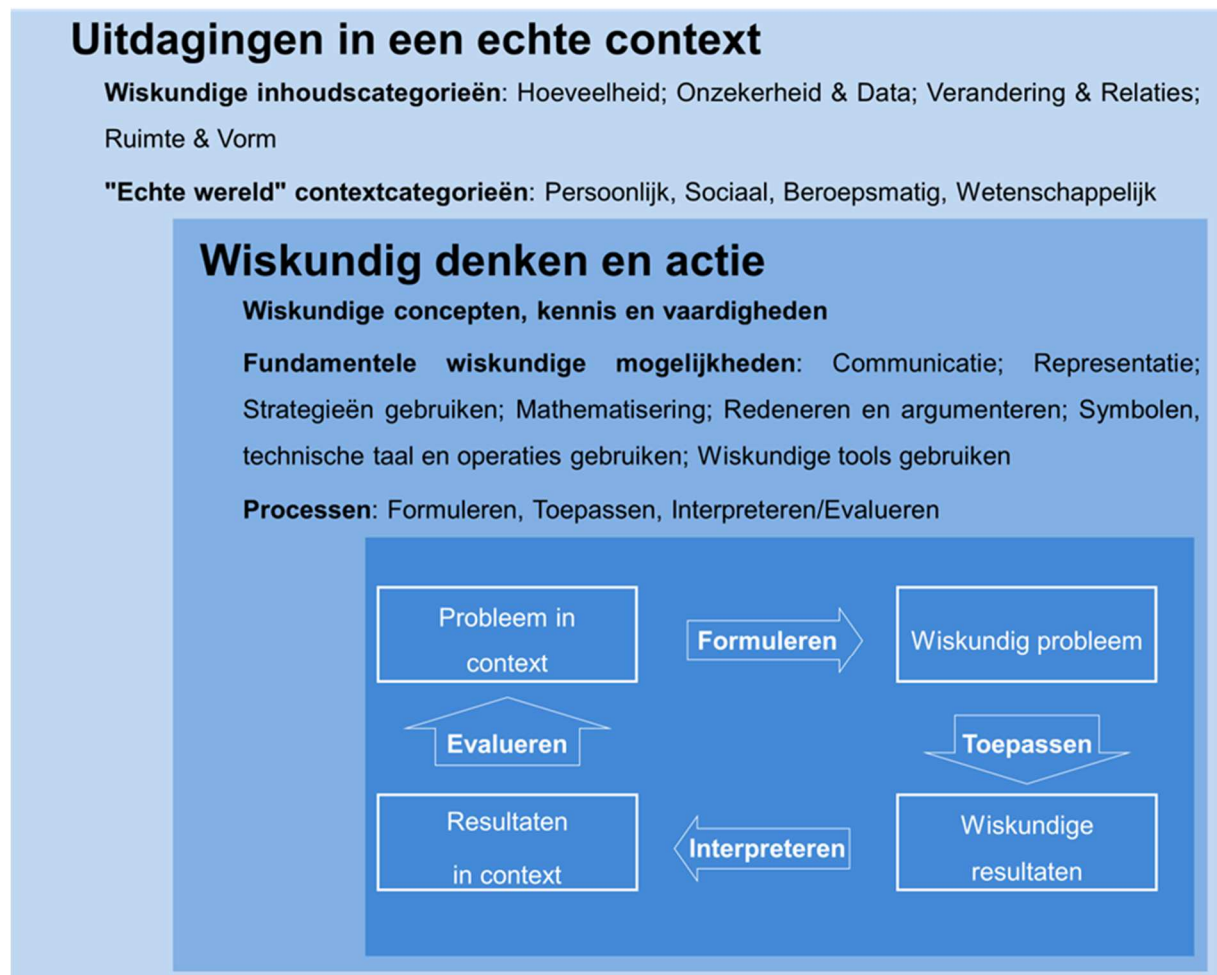 Uitdagingen in een echte context
Wiskundige inhoudscategorieën: Hoeveelheid; Onzekerheid & Data; Verandering & Relaties;
Ruimte & Vorm
"Echte wereld" contextcategorieën: Persoonlijk, Sociaal, Beroepsmatig, Wetenschappelijk
Wiskundig denken en actie
Wiskundige concepten, kennis en vaardigheden
Fundamentele wiskundige mogelijkheden: Communicatie; Representatie;
Strategieën gebruiken; Mathematisering; Redeneren en argumenteren; Symbolen,
technische taal en operaties gebruiken; Wiskundige tools gebruiken
Processen: Formuleren, Toepassen, Interpreteren/Evalueren
Probleem in
context
Formuleren
Wiskundig probleem
Evalueren
Toepassen
Resultaten
in context
Interpreteren
Wiskundige
resultaten